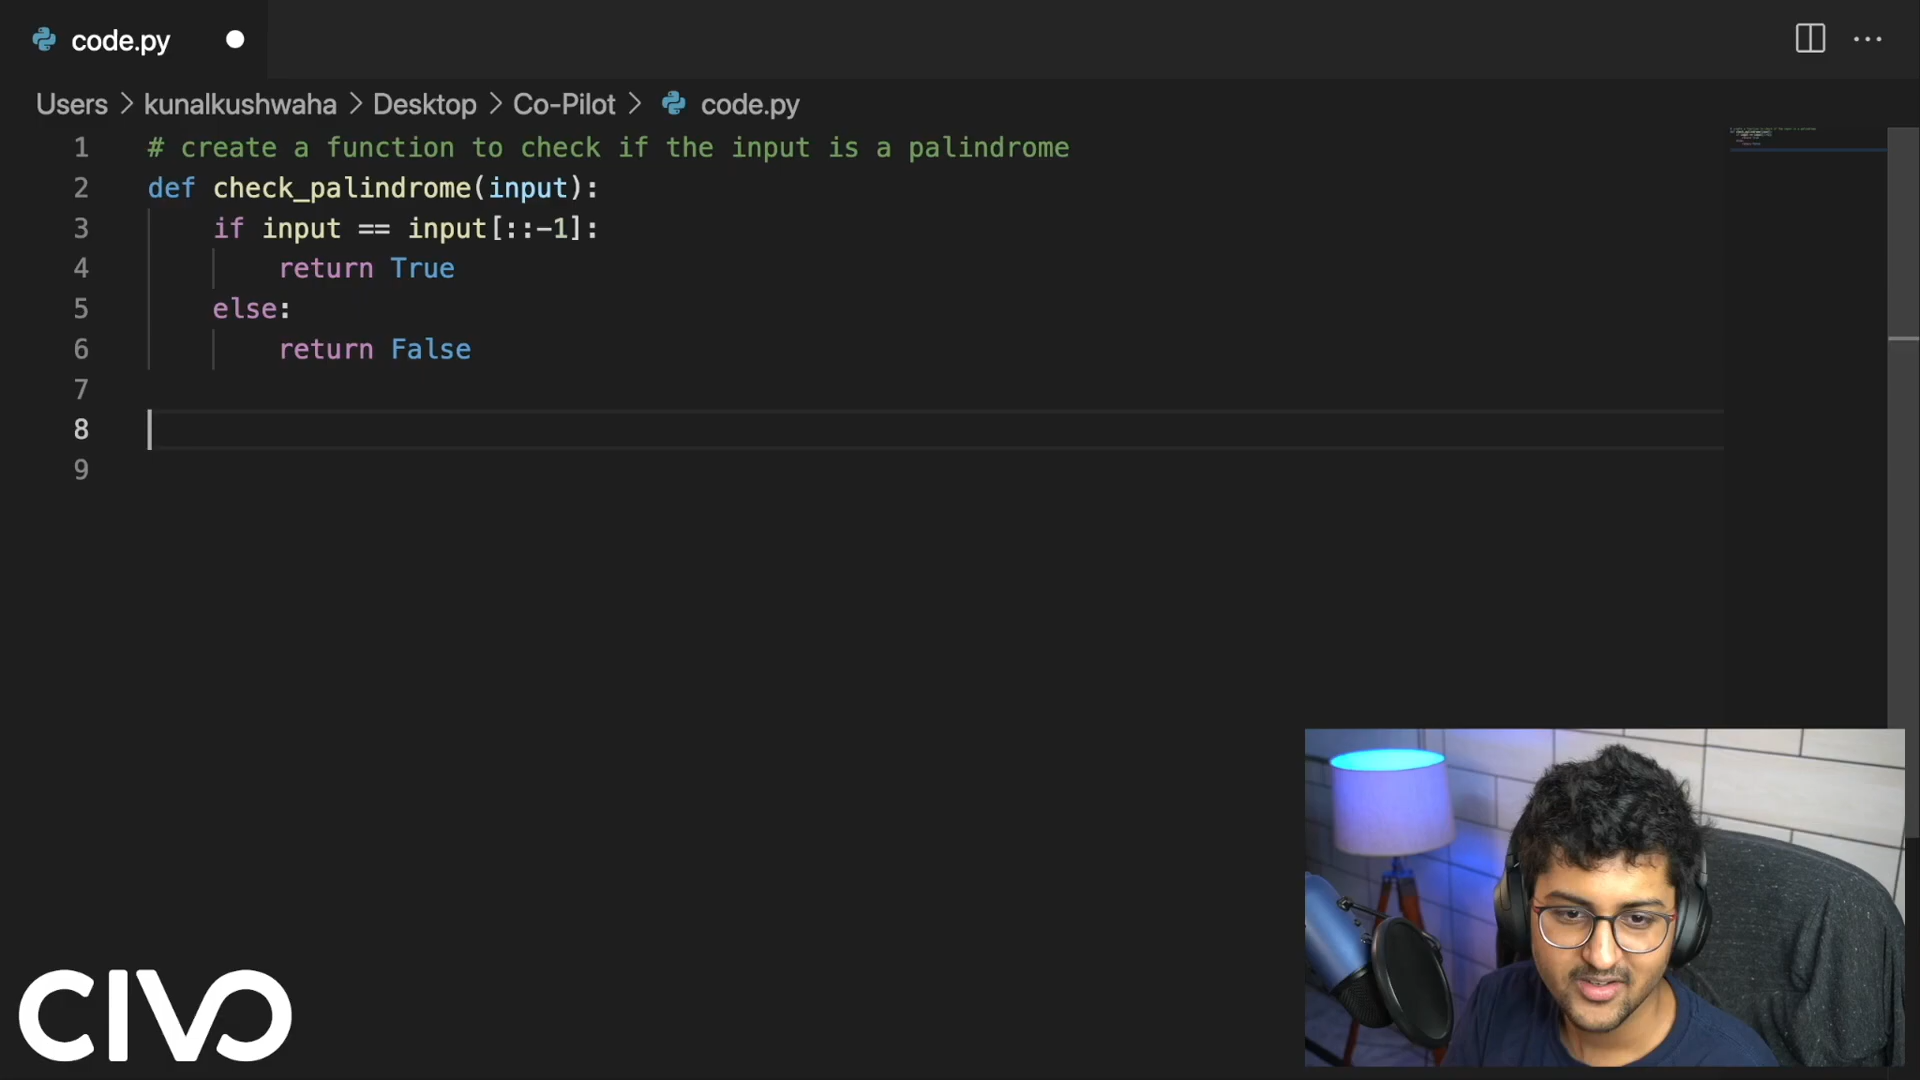 code.py
Users > kunalkushwaha > Desktop > Co-Pilot > code.py
1 # create a function to check if the input is a palindrome
2 def check_palindrome(input):
3     if input == input[::-1]:
4         return True
5     else:
6         return False
7
8
9
CIVO